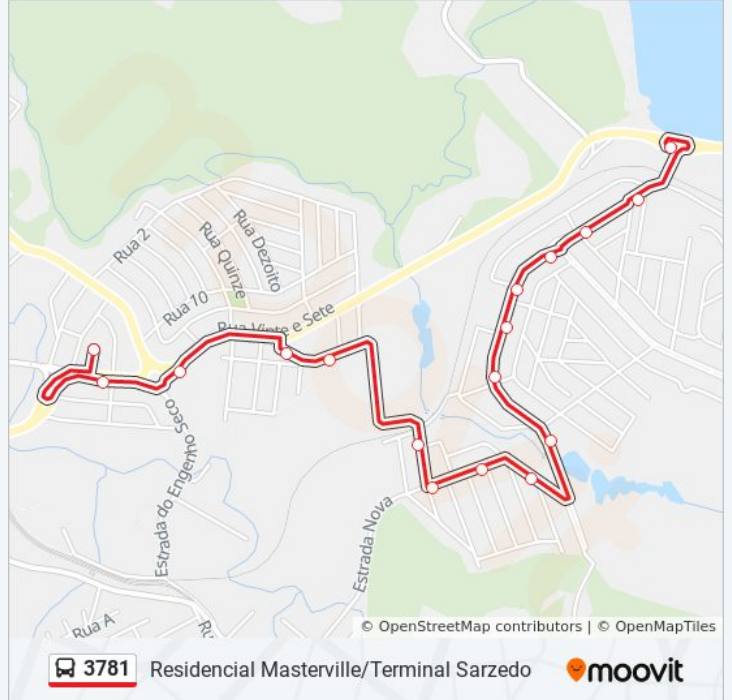 Rua 2
Rua Dezoito
Rua Quinze
Rua 10
Rua Vinte e Sete
Estrada do Engenho Seco
Estrada Nova
Rua A
© OpenStreetMap contributors | © OpenMapTiles
3781 Residencial Masterville/Terminal Sarzedo moovit